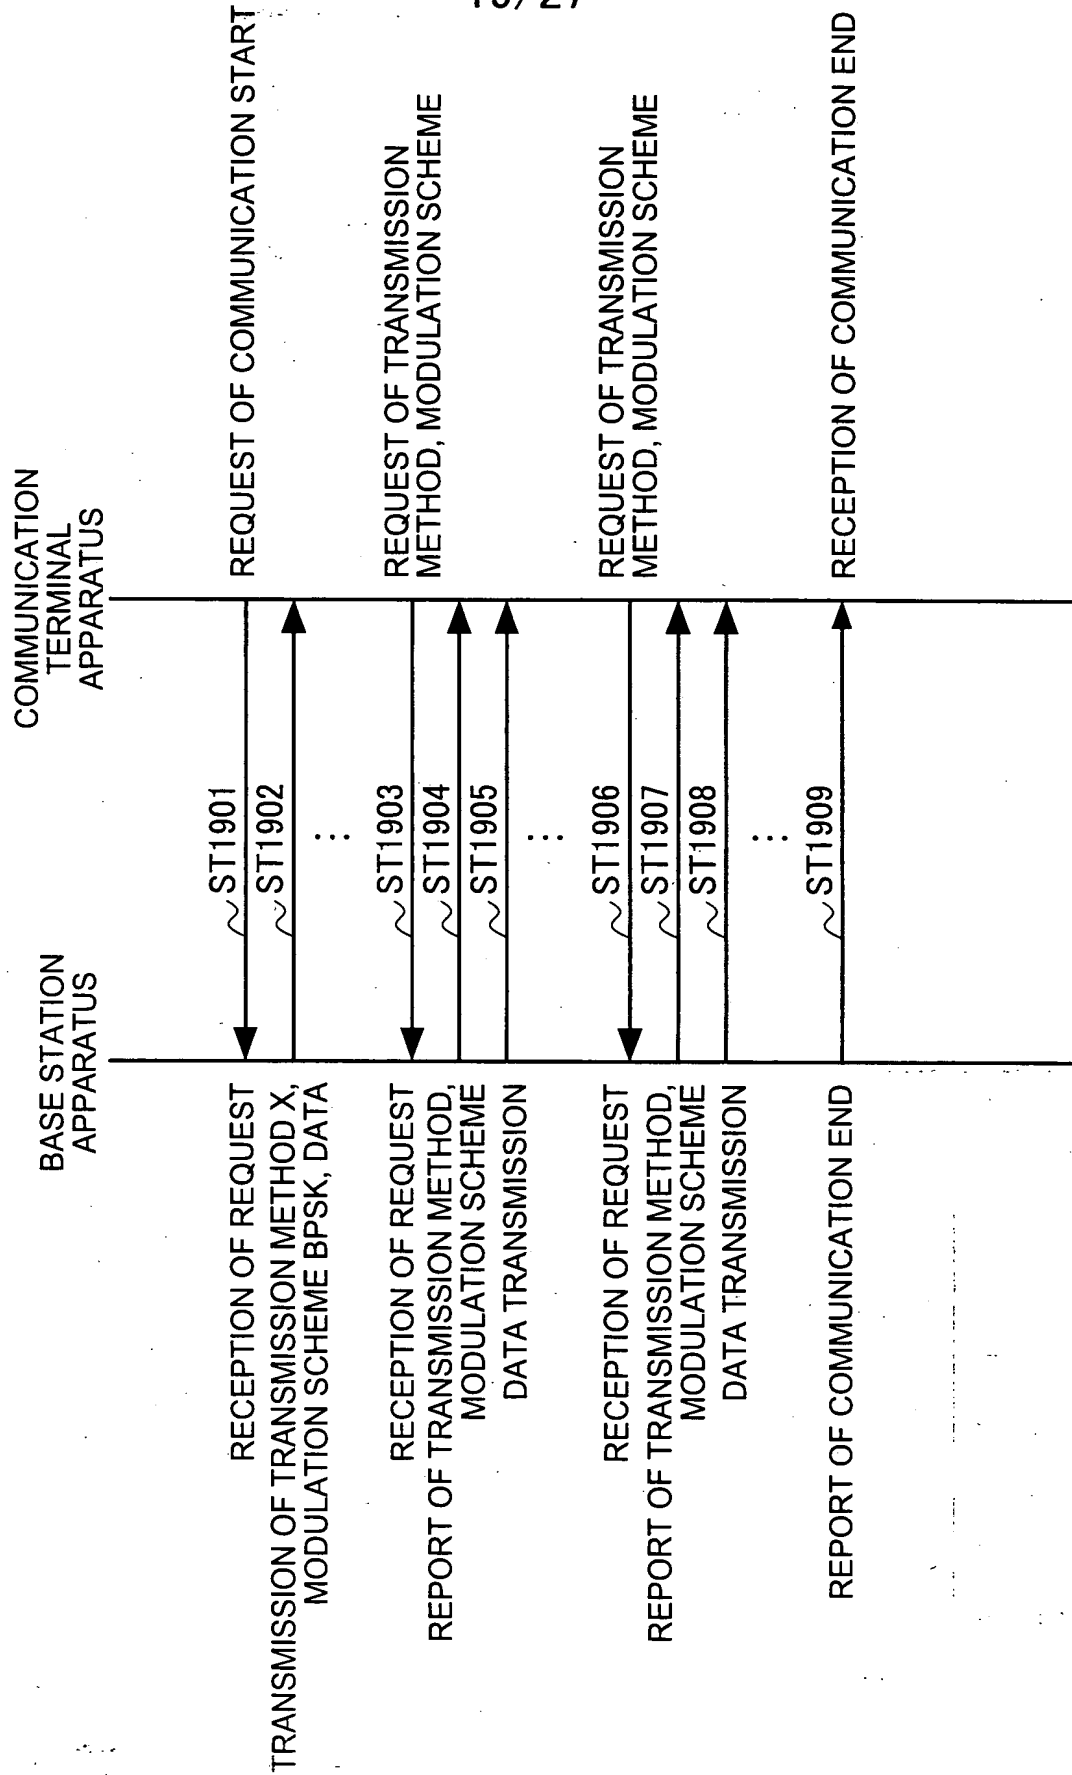 BASE STATION
APPARATUS
COMMUNICATION
TERMINAL
APPARATUS
RECEPTION OF REQUEST
ST1901
REQUEST OF COMMUNICATION START
TRANSMISSION OF TRANSMISSION METHOD X,
MODULATION SCHEME BPSK, DATA
ST1902
...
RECEPTION OF REQUEST
ST1903
REQUEST OF TRANSMISSION
METHOD, MODULATION SCHEME
REPORT OF TRANSMISSION METHOD,
MODULATION SCHEME
ST1904
DATA TRANSMISSION
ST1905
...
RECEPTION OF REQUEST
ST1906
REQUEST OF TRANSMISSION
METHOD, MODULATION SCHEME
REPORT OF TRANSMISSION METHOD,
MODULATION SCHEME
ST1907
DATA TRANSMISSION
ST1908
...
REPORT OF COMMUNICATION END
ST1909
RECEPTION OF COMMUNICATION END